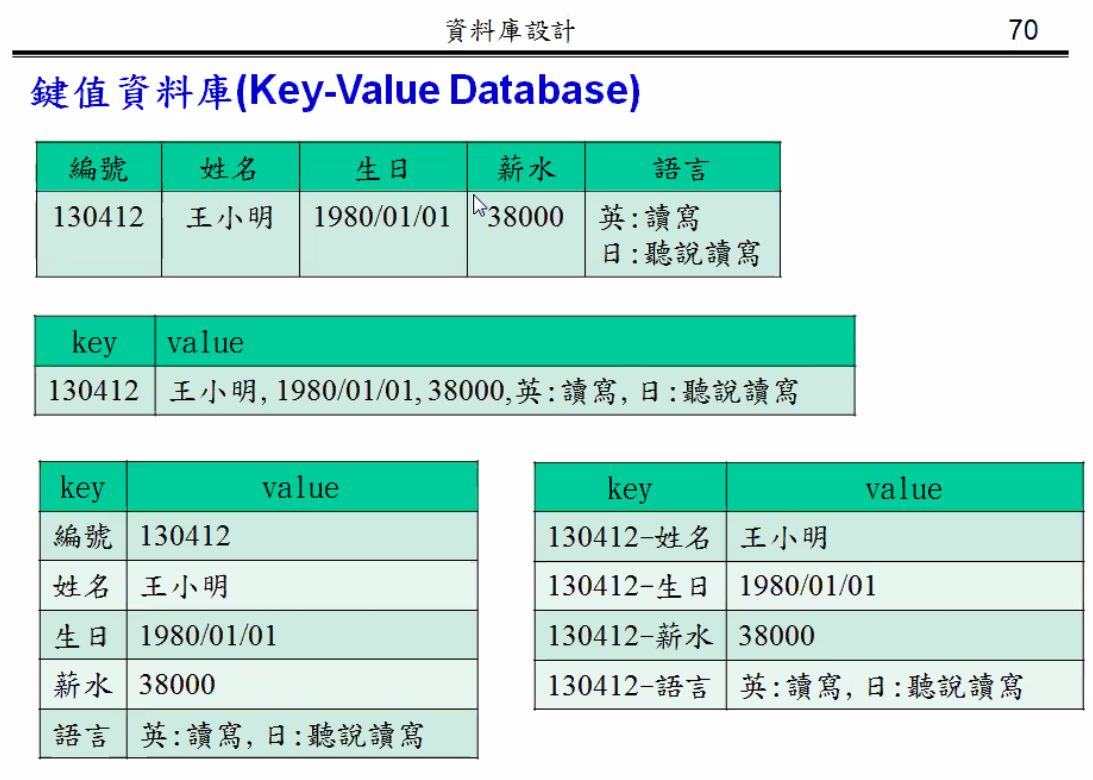 資料庫設計 70
鍵值資料庫(Key-Value Database)
編號 姓名 生日 薪水 語言
130412 王小明 1980/01/01 38000 英:讀寫
日:聽說讀寫
key value
130412 王小明, 1980/01/01, 38000,英:讀寫, 日:聽說讀寫
key value
編號 130412
姓名 王小明
生日 1980/01/01
薪水 38000
語言 英:讀寫, 日:聽說讀寫
key value
130412-姓名 王小明
130412-生日 1980/01/01
130412-薪水 38000
130412-語言 英:讀寫, 日:聽說讀寫